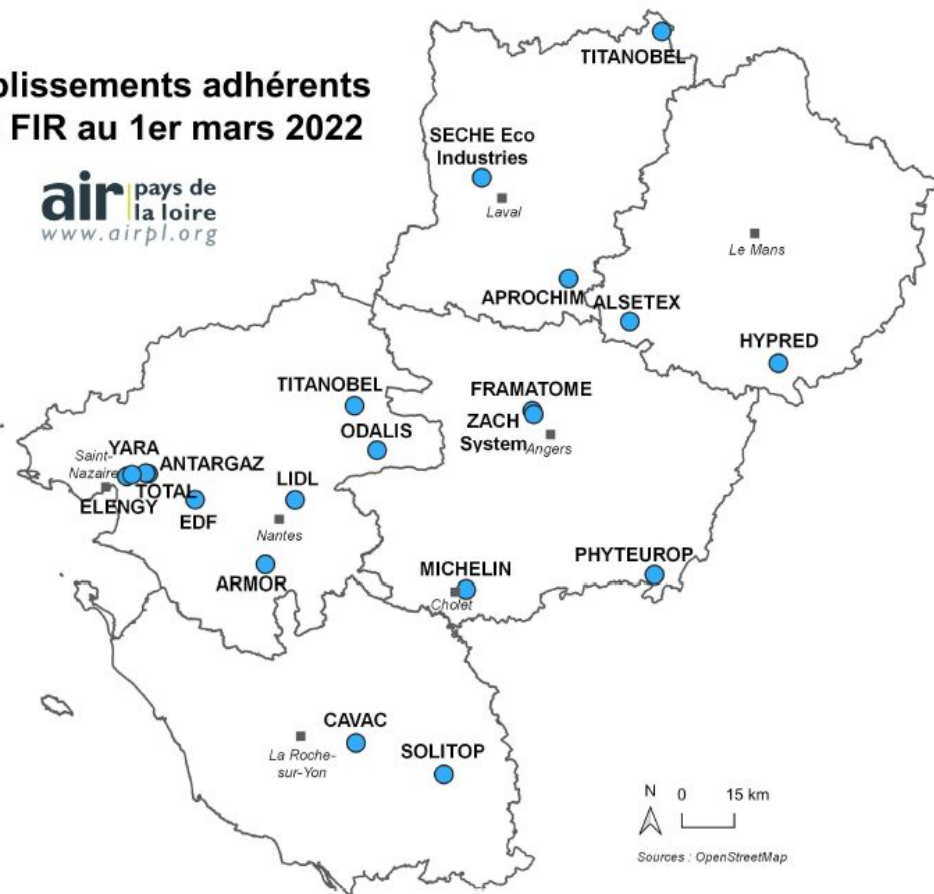 blissements adhérents
FIR au 1er mars 2022
air pays de
la loire
www.airpl.org
TITANOBEL
SECHE Eco
Industries
Laval
Le Mans
APROCHIM
ALSETEX
HYPRED
TITANOBEL
FRAMATOME
ODALIS
ZACH
System
Angers
YARA
Saint-
Nazaire
ANTARGAZ
TOTAL
ELENGY
EDF
LIDL
Nantes
ARMOR
MICHELIN
Cholet
PHYTEUROP
CAVAC
La Roche-
sur-Yon
SOLITOP
N
0 15 km
Sources : OpenStreetMap